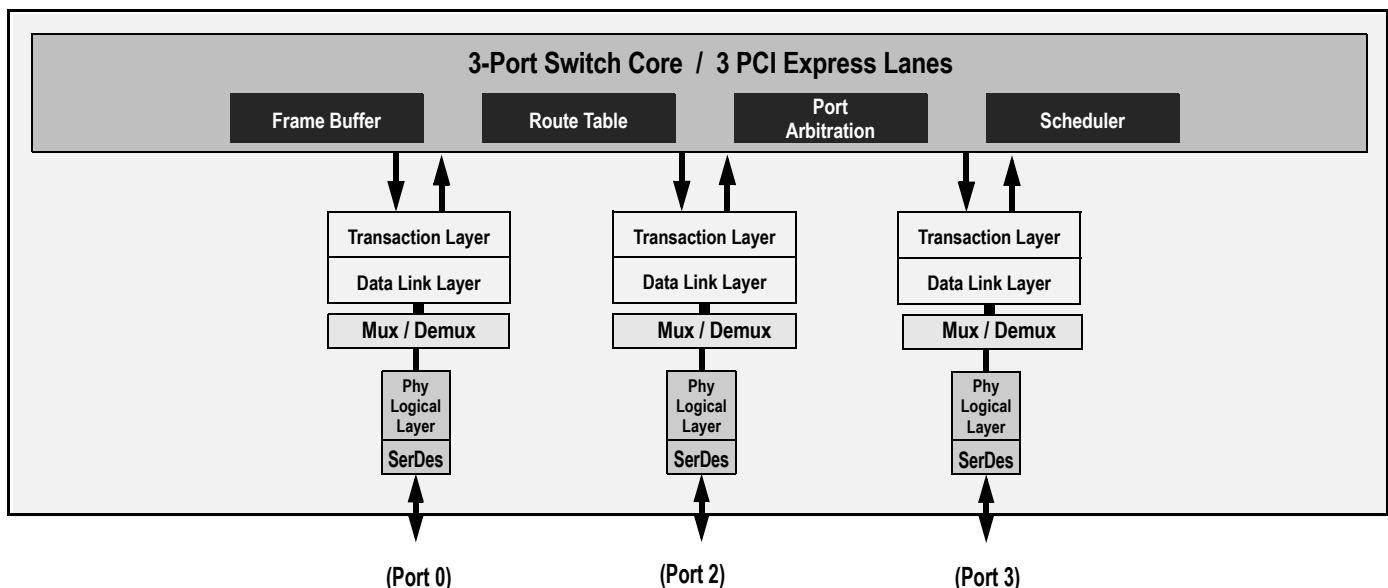 3-Port Switch Core / 3 PCI Express Lanes
Frame Buffer
Route Table
Port
Arbitration
Scheduler
Transaction Layer
Data Link Layer
Mux / Demux
Phy
Logical
Layer
SerDes
(Port 0)
Transaction Layer
Data Link Layer
Mux / Demux
Phy
Logical
Layer
SerDes
(Port 2)
Transaction Layer
Data Link Layer
Mux / Demux
Phy
Logical
Layer
SerDes
(Port 3)